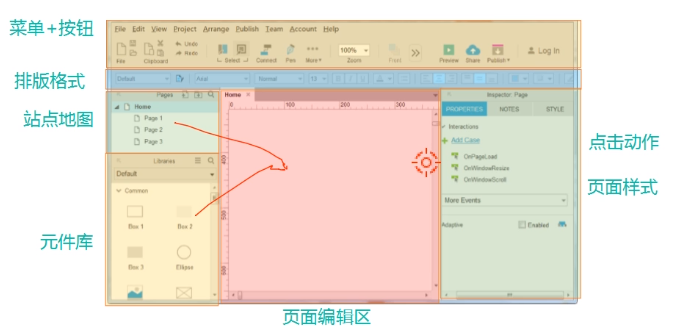 菜单+按钮
File Edit View Project Arrange Publish Team Account Help
Undo
Redo
File Clipboard Select Connect Pen More 100% Zoom Front Preview Share Publish Log In
排版格式
Default Arial Normal 13
站点地图
Pages
Home
Page 1
Page 2
Page 3
Home
0 100 200 300
400
500
600
Inspector: Page
PROPERTIES NOTES STYLE
Interactions
Add Case
OnPageLoad
OnWindowResize
OnWindowScroll
More Events
Adaptive Enabled
点击动作
页面样式
元件库
Libraries
Default
Common
Box 1 Box 2
Box 3 Ellipse
页面编辑区